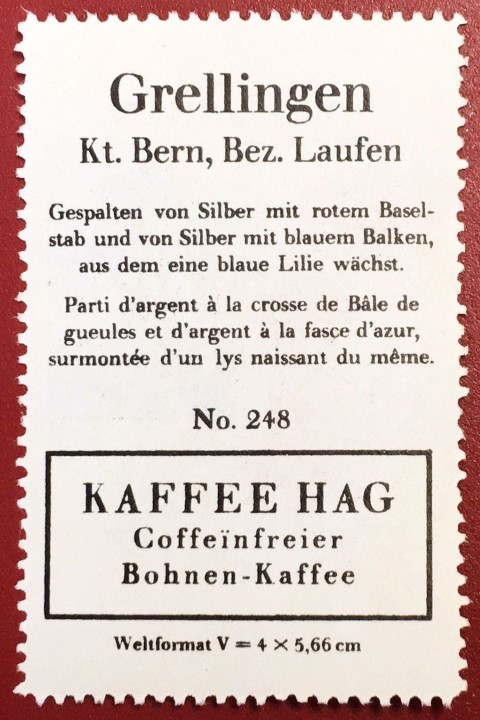 Grellingen
Kt. Bern, Bez. Laufen
Gespalten von Silber mit rotem Basel-
stab und von Silber mit blauem Balken,
aus dem eine blaue Lilie wächst.
Parti d'argent à la crosse de Bâle de
gueules et d'argent à la fasce d'azur,
surmontée d'un lys naissant du même.
No. 248
KAFFEE HAG
Coffeïnfreier
Bohnen-Kaffee
Weltformat V = 4 × 5,66 cm